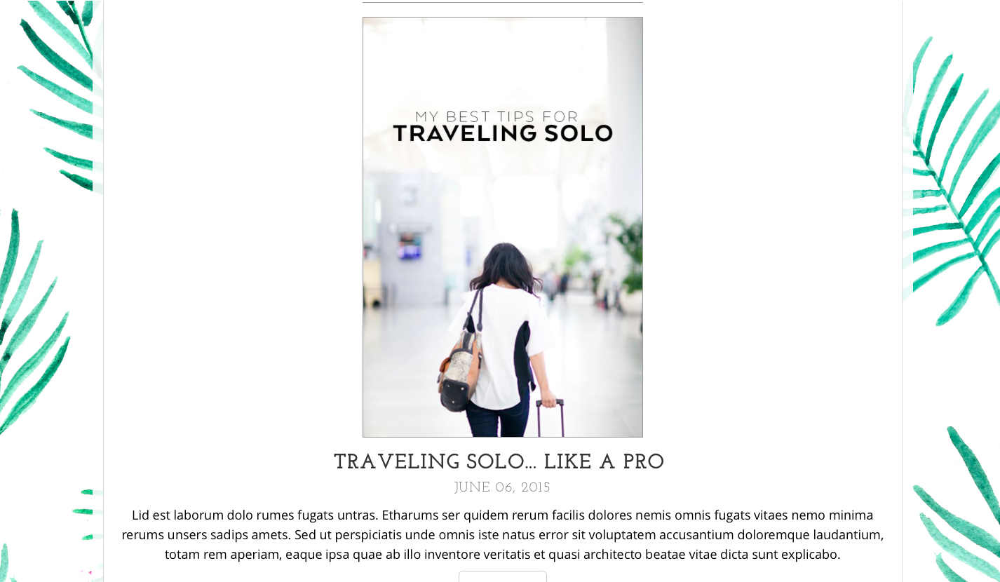 MY BEST TIPS FOR
TRAVELING SOLO
TRAVELING SOLO... LIKE A PRO
JUNE 06, 2015
Lid est laborum dolo rumes fugats untras. Etharums ser quidem rerum facilis dolores nemis omnis fugats vitaes nemo minima
rerums unsers sadips amets. Sed ut perspiciatis unde omnis iste natus error sit voluptatem accusantium doloremque laudantium,
totam rem aperiam, eaque ipsa quae ab illo inventore veritatis et quasi architecto beatae vitae dicta sunt explicabo.